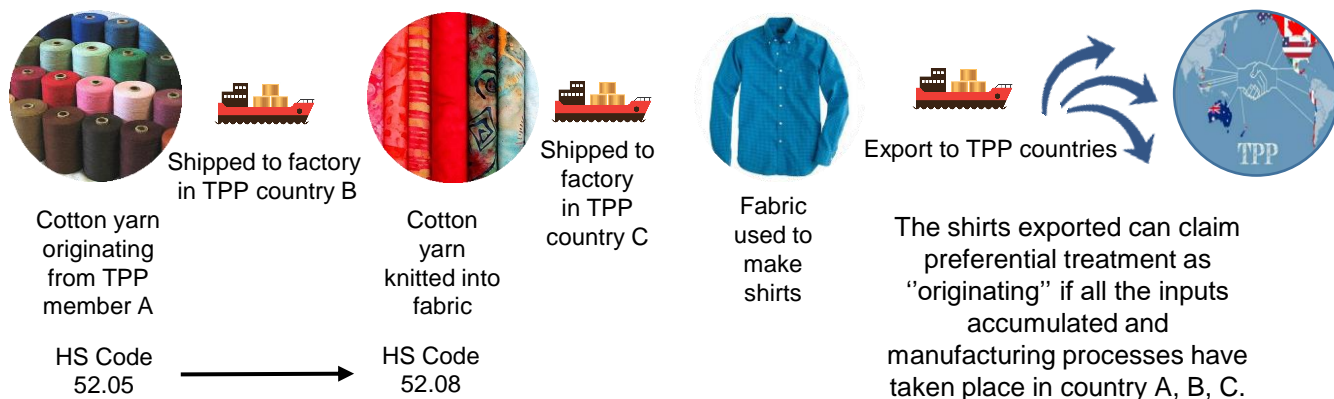 Shipped to factory
in TPP country B
Shipped to
factory
in TPP
country C
Export to TPP countries
TPP
Cotton yarn
originating
from TPP
member A
Cotton
yarn
knitted into
fabric
Fabric
used to
make
shirts
The shirts exported can claim
preferential treatment as
‘’originating’’ if all the inputs
accumulated and
manufacturing processes have
taken place in country A, B, C.
HS Code
52.05
HS Code
52.08